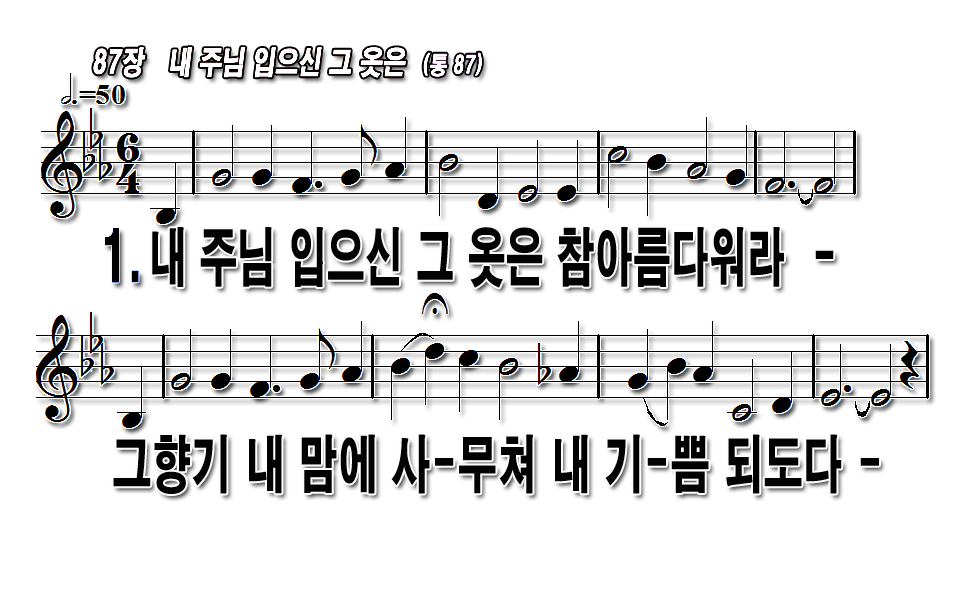 87장 내 주님 입으신 그 옷은 (통 87)
𝅗𝅥.=50
6
4
1. 내 주님 입으신 그 옷은 참아름다워라 -
그향기 내 맘에 사-무쳐 내 기-쁨 되도다 -